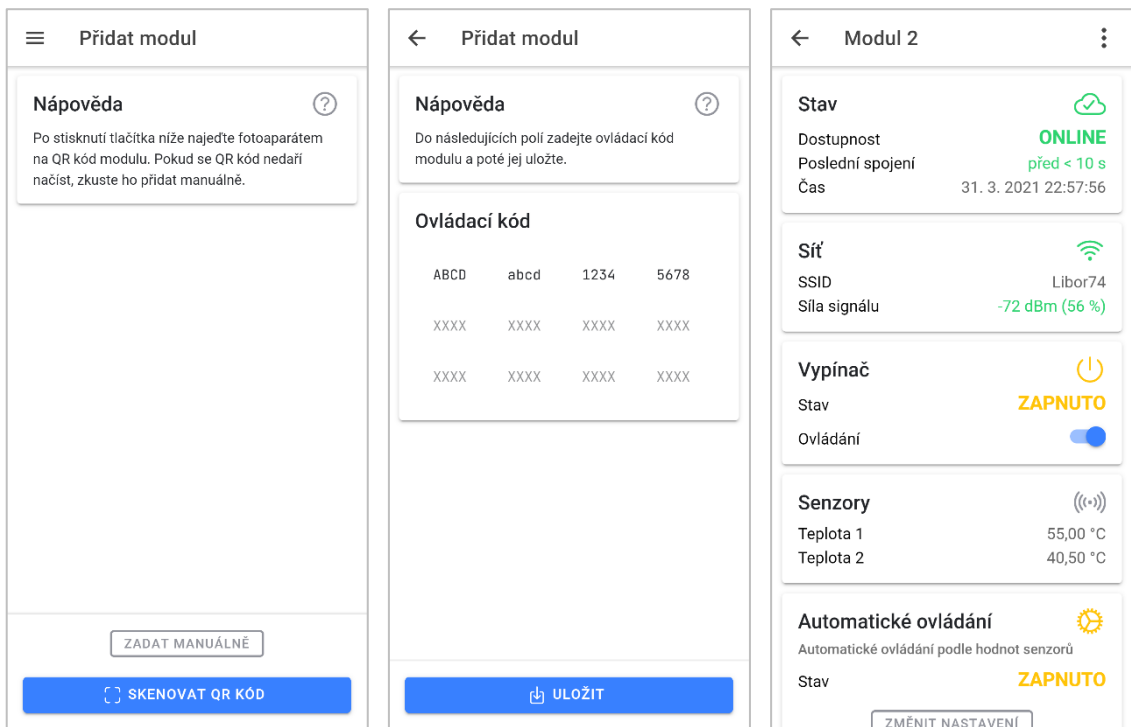 Přidat modul
Nápověda
Po stisknutí tlačítka níže najeďte fotoaparátem
na QR kód modulu. Pokud se QR kód nedaří
načíst, zkuste ho přidat manuálně.
ZADAT MANUÁLNĚ
SKENOVAT QR KÓD
Přidat modul
Nápověda
Do následujících polí zadejte ovládací kód
modulu a poté jej uložte.
Ovládací kód
ABCD abcd 1234 5678
XXXX XXXX XXXX XXXX
XXXX XXXX XXXX XXXX
ULOŽIT
Modul 2
Stav
Dostupnost ONLINE
Poslední spojení před < 10 s
Čas 31. 3. 2021 22:57:56
Síť
SSID Libor74
Síla signálu -72 dBm (56 %)
Vypínač
Stav ZAPNUTO
Ovládání
Senzory
Teplota 1 55,00 °C
Teplota 2 40,50 °C
Automatické ovládání
Automatické ovládání podle hodnot senzorů
Stav ZAPNUTO
ZMĚNIT NASTAVENÍ